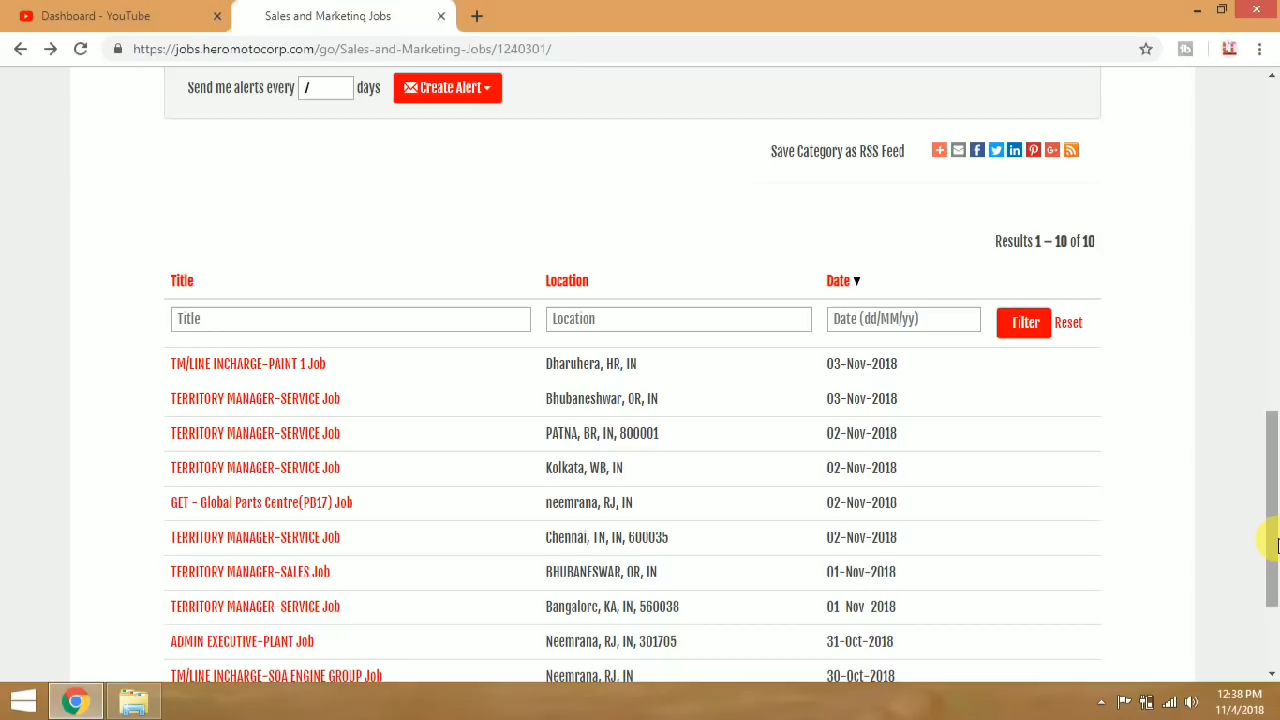 Dashboard - YouTube
Sales and Marketing Jobs
https://jobs.heromotocorp.com/go/Sales-and-Marketing-Jobs/1240301/
Send me alerts every / days Create Alert
Save Category as RSS Feed
Results 1 – 10 of 10
Title Location Date ▼
Title Location Date (dd/MM/yy) Filter Reset
TM/LINE INCHARGE-PAINT 1 Job Dharuhera, HR, IN 03-Nov-2018
TERRITORY MANAGER-SERVICE Job Bhubaneshwar, OR, IN 03-Nov-2018
TERRITORY MANAGER-SERVICE Job PATNA, BR, IN, 800001 02-Nov-2018
TERRITORY MANAGER-SERVICE Job Kolkata, WB, IN 02-Nov-2018
GET - Global Parts Centre(PB17) Job neemrana, RJ, IN 02-Nov-2018
TERRITORY MANAGER-SERVICE Job Chennai, TN, IN, 600035 02-Nov-2018
TERRITORY MANAGER-SALES Job BHUBANESWAR, OR, IN 01-Nov-2018
TERRITORY MANAGER-SERVICE Job Bangalore, KA, IN, 560038 01-Nov-2018
ADMIN EXECUTIVE-PLANT Job Neemrana, RJ, IN, 301705 31-Oct-2018
TM/LINE INCHARGE-SQA ENGINE GROUP Job Neemrana, RJ, IN 30-Oct-2018
12:38 PM
11/4/2018